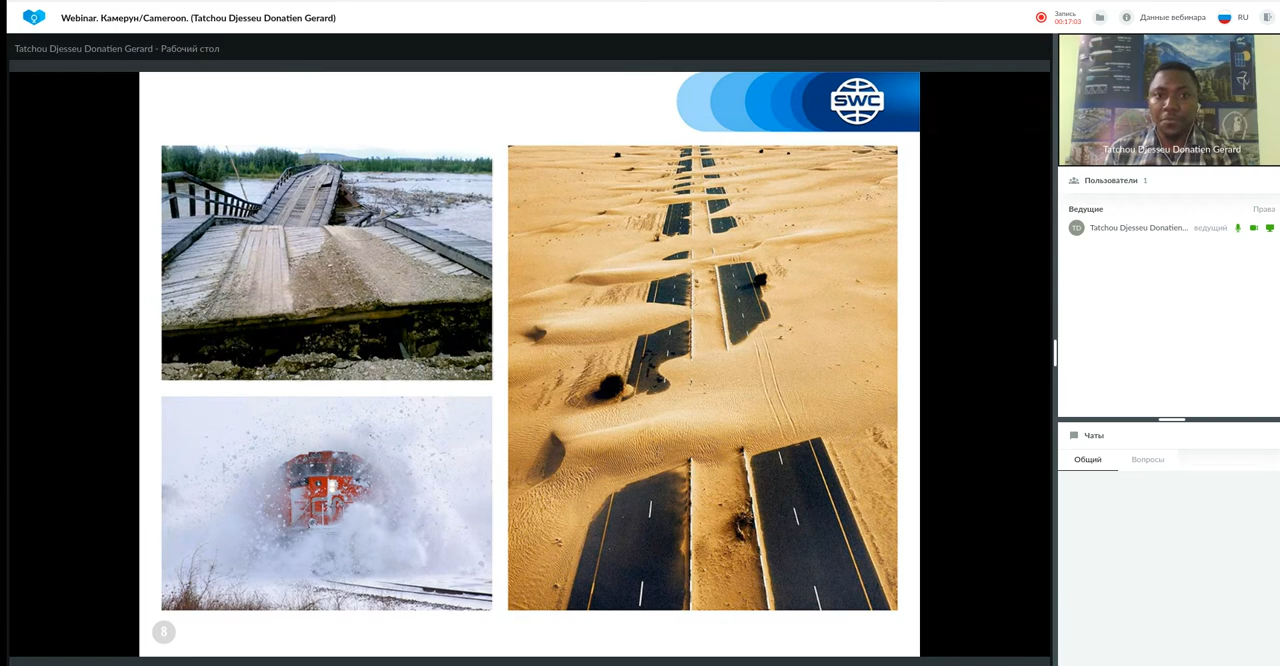 Webinar. Камерун/Cameroon. (Tatchou Djesseu Donatien Gerard)
Запись
00:17:03
Данные вебинара
RU
Tatchou Djesseu Donatien Gerard - Рабочий стол
SWC
Tatchou Djesseu Donatien Gerard
Пользователи 1
Ведущие Права
TD Tatchou Djesseu Donatien... ведущий
Чаты
Общий Вопросы
8